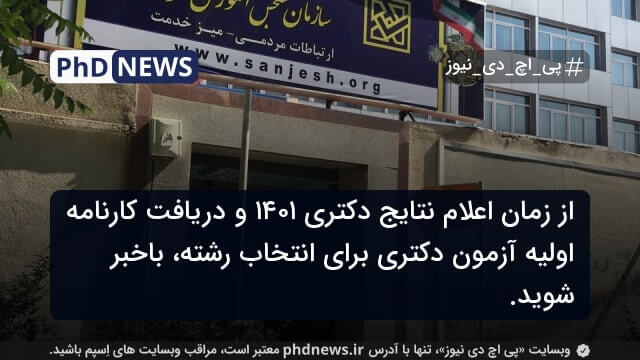 سازمان سنجش آموزش
ارتباطات مردمی - میز خدمت
www.sanjesh.org
PhD NEWS
#پی_اچ_دی_نیوز
از زمان اعلام نتایج دکتری ۱۴۰۱ و دریافت کارنامه
اولیه آزمون دکتری برای انتخاب رشته، باخبر
شوید.
وبسایت «پی اچ دی نیوز»، تنها با آدرس phdnews.ir معتبر است، مراقب وبسایت های اِسپم باشید.